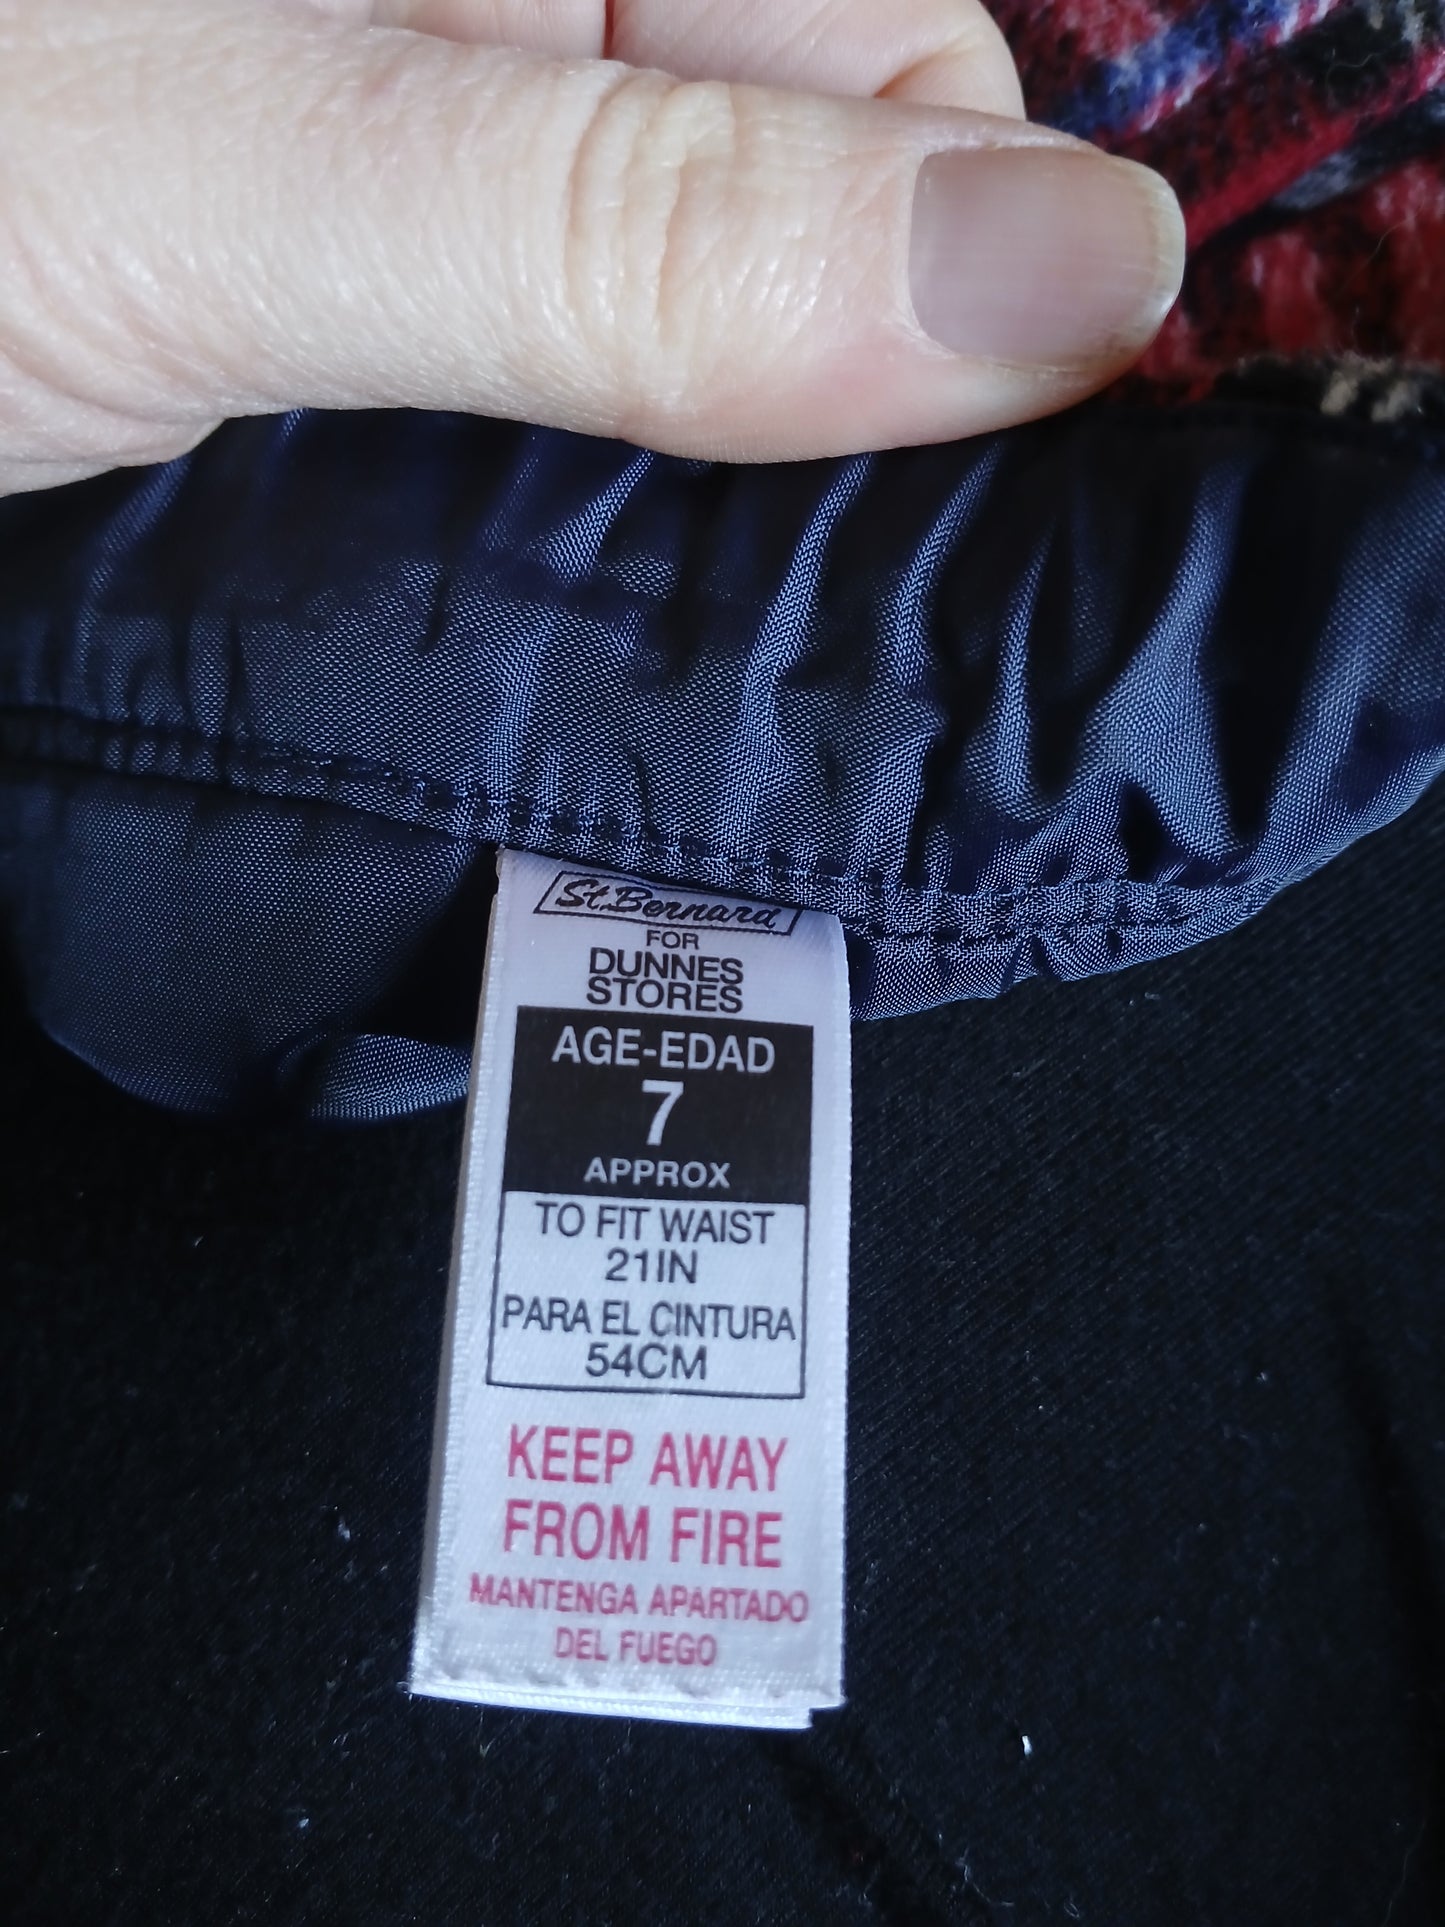 St.Bernard
FOR
DUNNES
STORES
AGE-EDAD
7
APPROX
TO FIT WAIST
21IN
PARA EL CINTURA
54CM
KEEP AWAY
FROM FIRE
MANTENGA APARTADO
DEL FUEGO